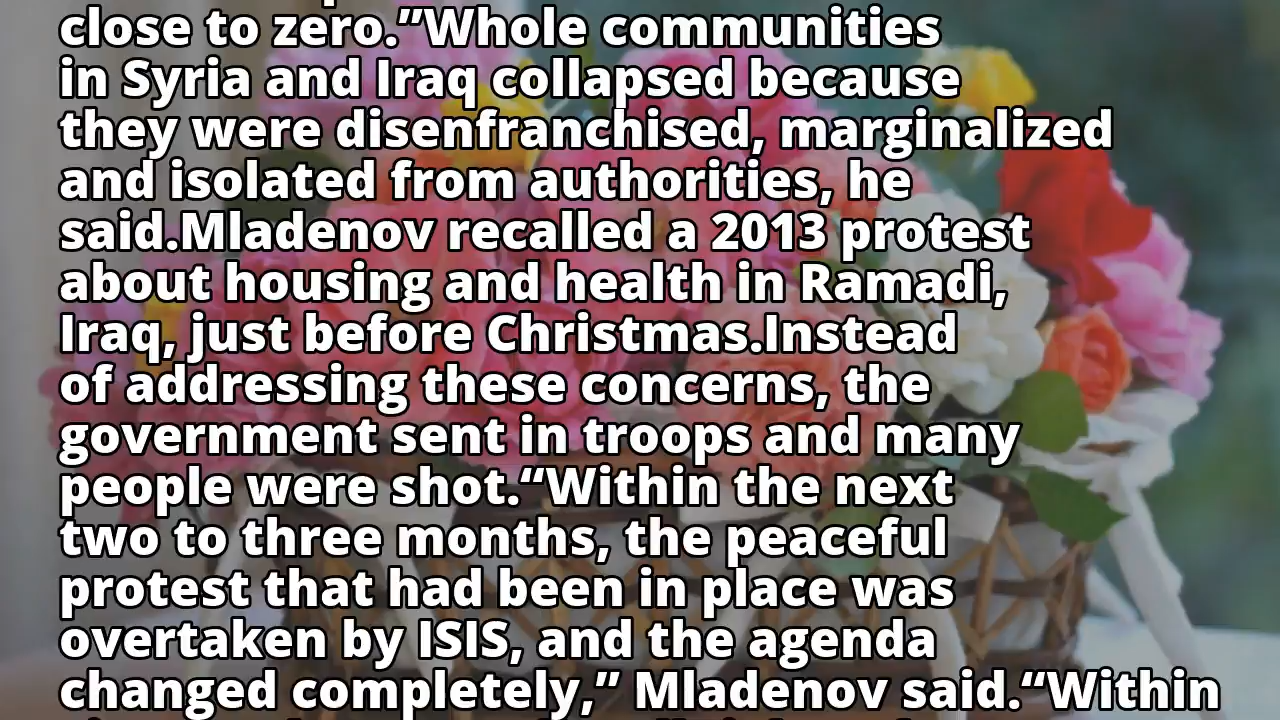 close to zero.”Whole communities
in Syria and Iraq collapsed because
they were disenfranchised, marginalized
and isolated from authorities, he
said.Mladenov recalled a 2013 protest
about housing and health in Ramadi,
Iraq, just before Christmas.Instead
of addressing these concerns, the
government sent in troops and many
people were shot.“Within the next
two to three months, the peaceful
protest that had been in place was
overtaken by ISIS, and the agenda
changed completely,” Mladenov said.“Within